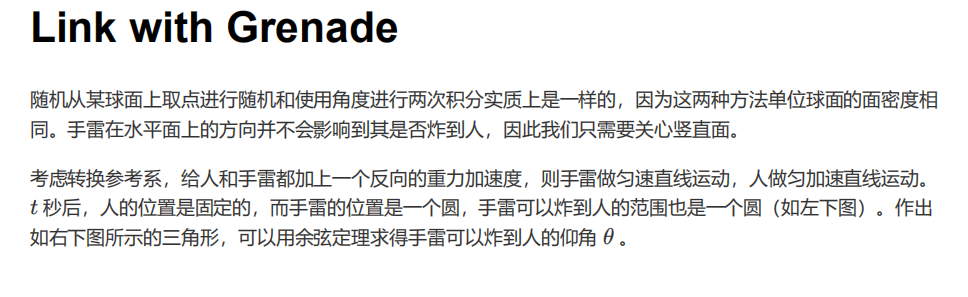 Link with Grenade
随机从某球面上取点进行随机和使用角度进行两次积分实质上是一样的，因为这两种方法单位球面的面密度相
同。手雷在水平面上的方向并不会影响到其是否炸到人，因此我们只需要关心竖直面。
考虑转换参考系，给人和手雷都加上一个反向的重力加速度，则手雷做匀速直线运动，人做匀加速直线运动。
t 秒后，人的位置是固定的，而手雷的位置是一个圆，手雷可以炸到人的范围也是一个圆（如左下图）。作出
如右下图所示的三角形，可以用余弦定理求得手雷可以炸到人的仰角 θ 。